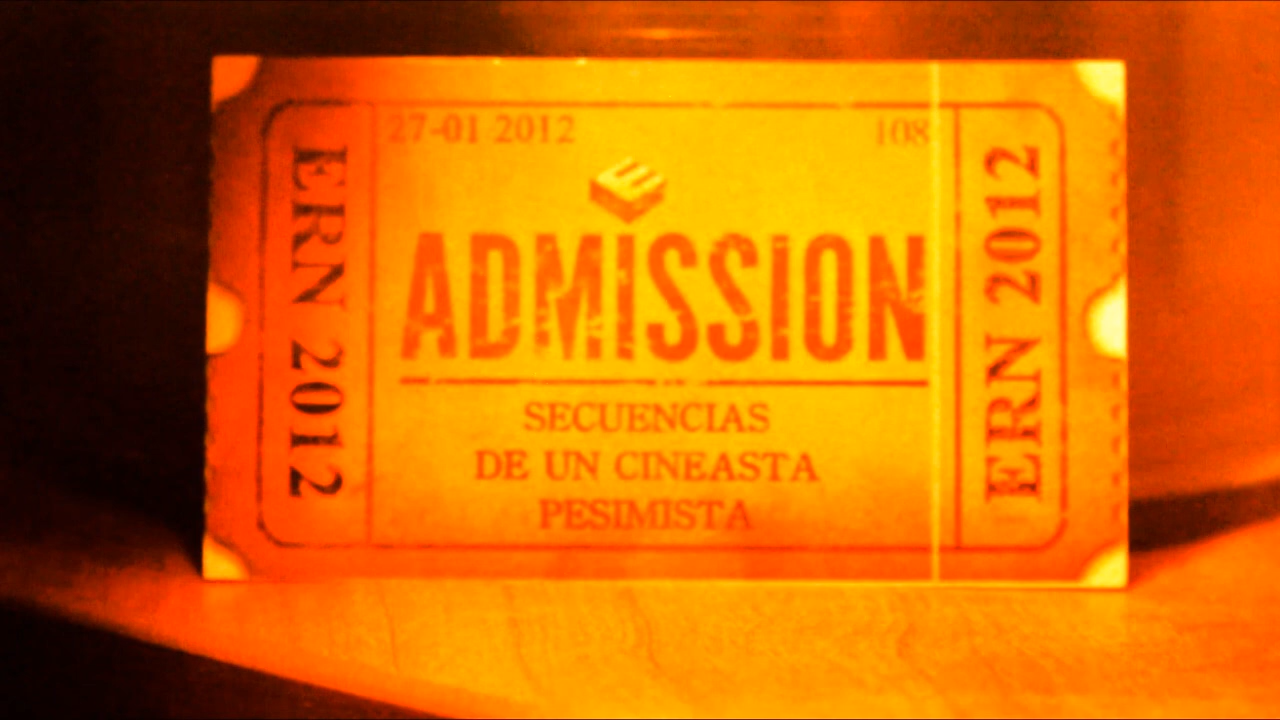 ERN 2012
27-01 2012
108
E
ADMISSION
SECUENCIAS
DE UN CINEASTA
PESIMISTA
ERN 2012